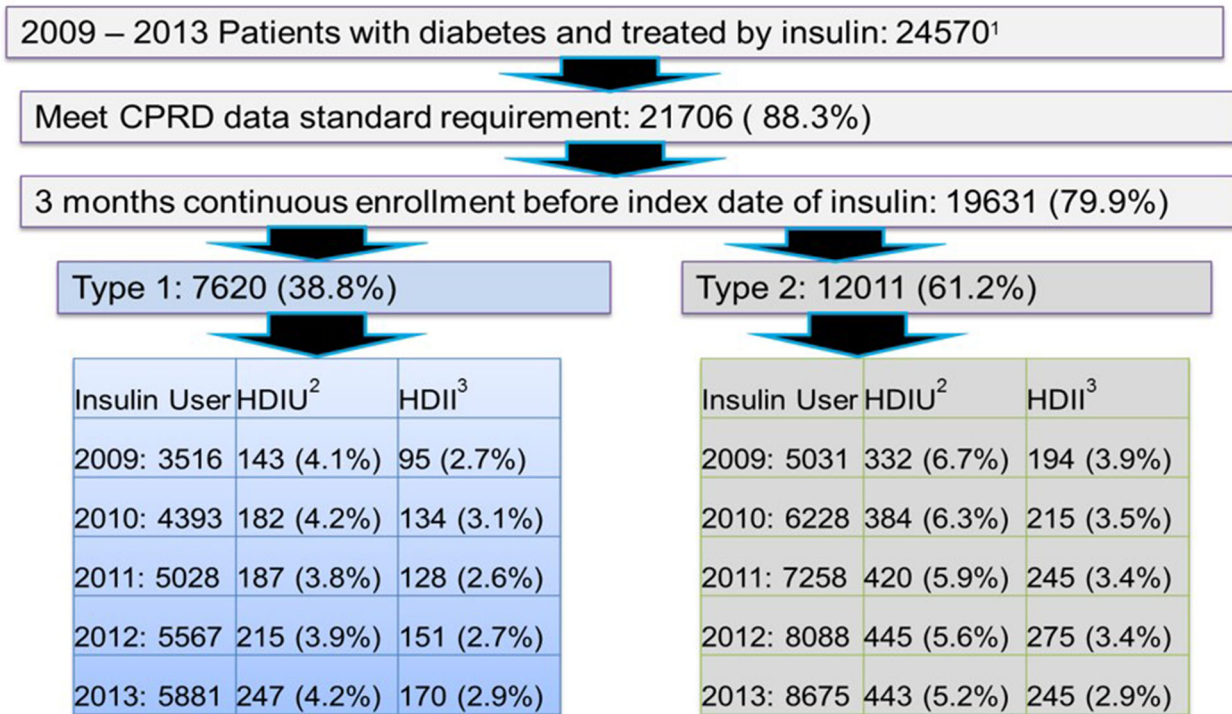 2009 – 2013 Patients with diabetes and treated by insulin: 24570¹
Meet CPRD data standard requirement: 21706 ( 88.3%)
3 months continuous enrollment before index date of insulin: 19631 (79.9%)
Type 1: 7620 (38.8%)
Insulin User HDIU² HDII³
2009: 3516 143 (4.1%) 95 (2.7%)
2010: 4393 182 (4.2%) 134 (3.1%)
2011: 5028 187 (3.8%) 128 (2.6%)
2012: 5567 215 (3.9%) 151 (2.7%)
2013: 5881 247 (4.2%) 170 (2.9%)
Type 2: 12011 (61.2%)
Insulin User HDIU² HDII³
2009: 5031 332 (6.7%) 194 (3.9%)
2010: 6228 384 (6.3%) 215 (3.5%)
2011: 7258 420 (5.9%) 245 (3.4%)
2012: 8088 445 (5.6%) 275 (3.4%)
2013: 8675 443 (5.2%) 245 (2.9%)